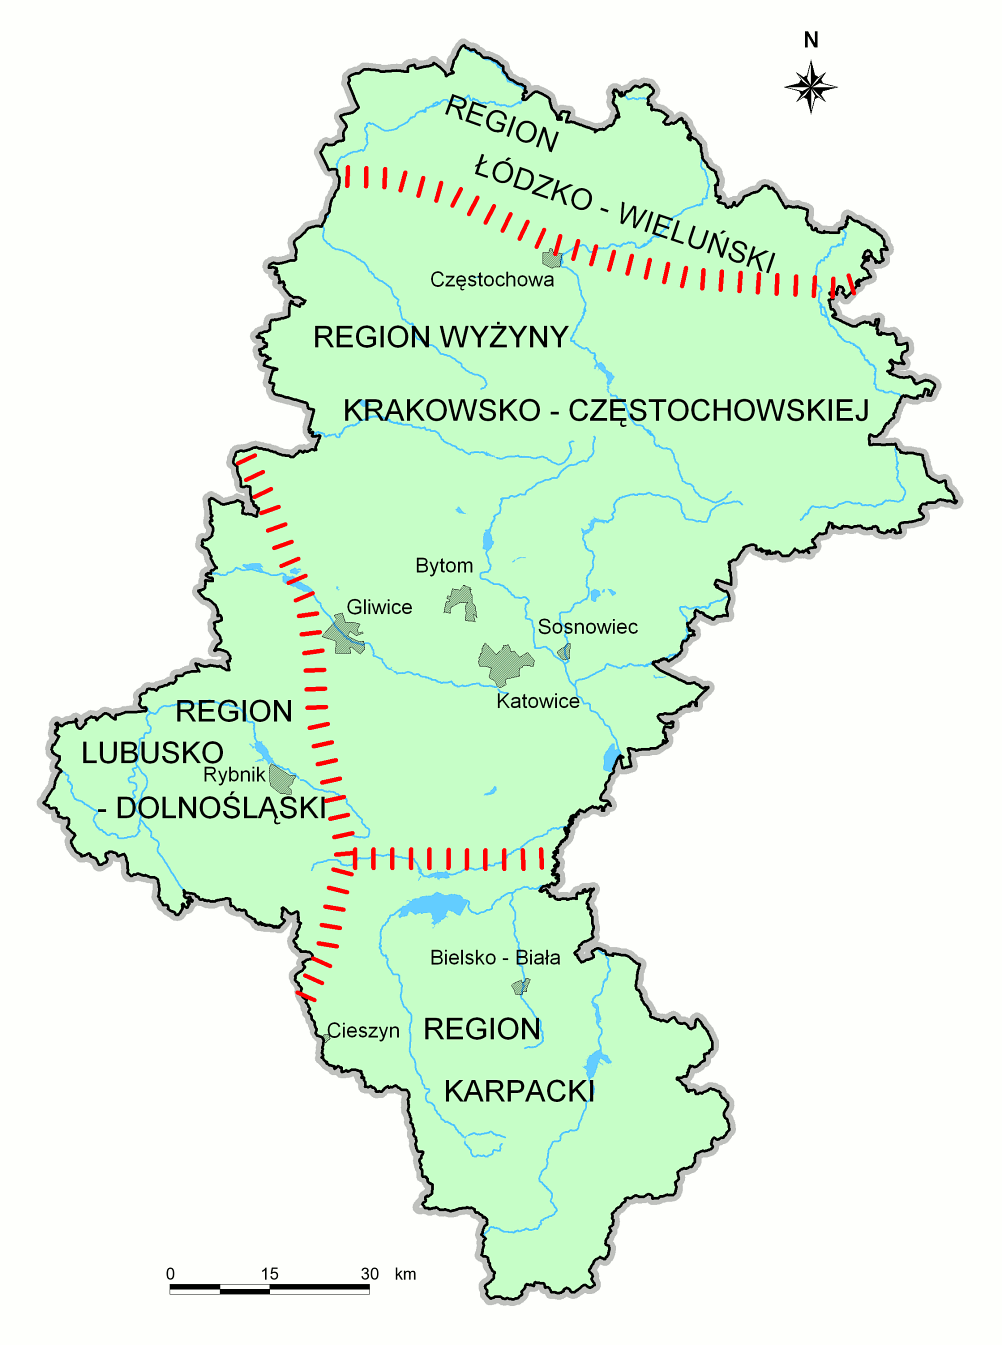 N
REGION
ŁÓDZKO - WIELUŃSKI
Częstochowa
REGION WYŻYNY
KRAKOWSKO - CZĘSTOCHOWSKIEJ
Bytom
Gliwice
Sosnowiec
Katowice
REGION
LUBUSKO
Rybnik
- DOLNOŚLĄSKI
Bielsko - Biała
Cieszyn
REGION
KARPACKI
0 15 30 km